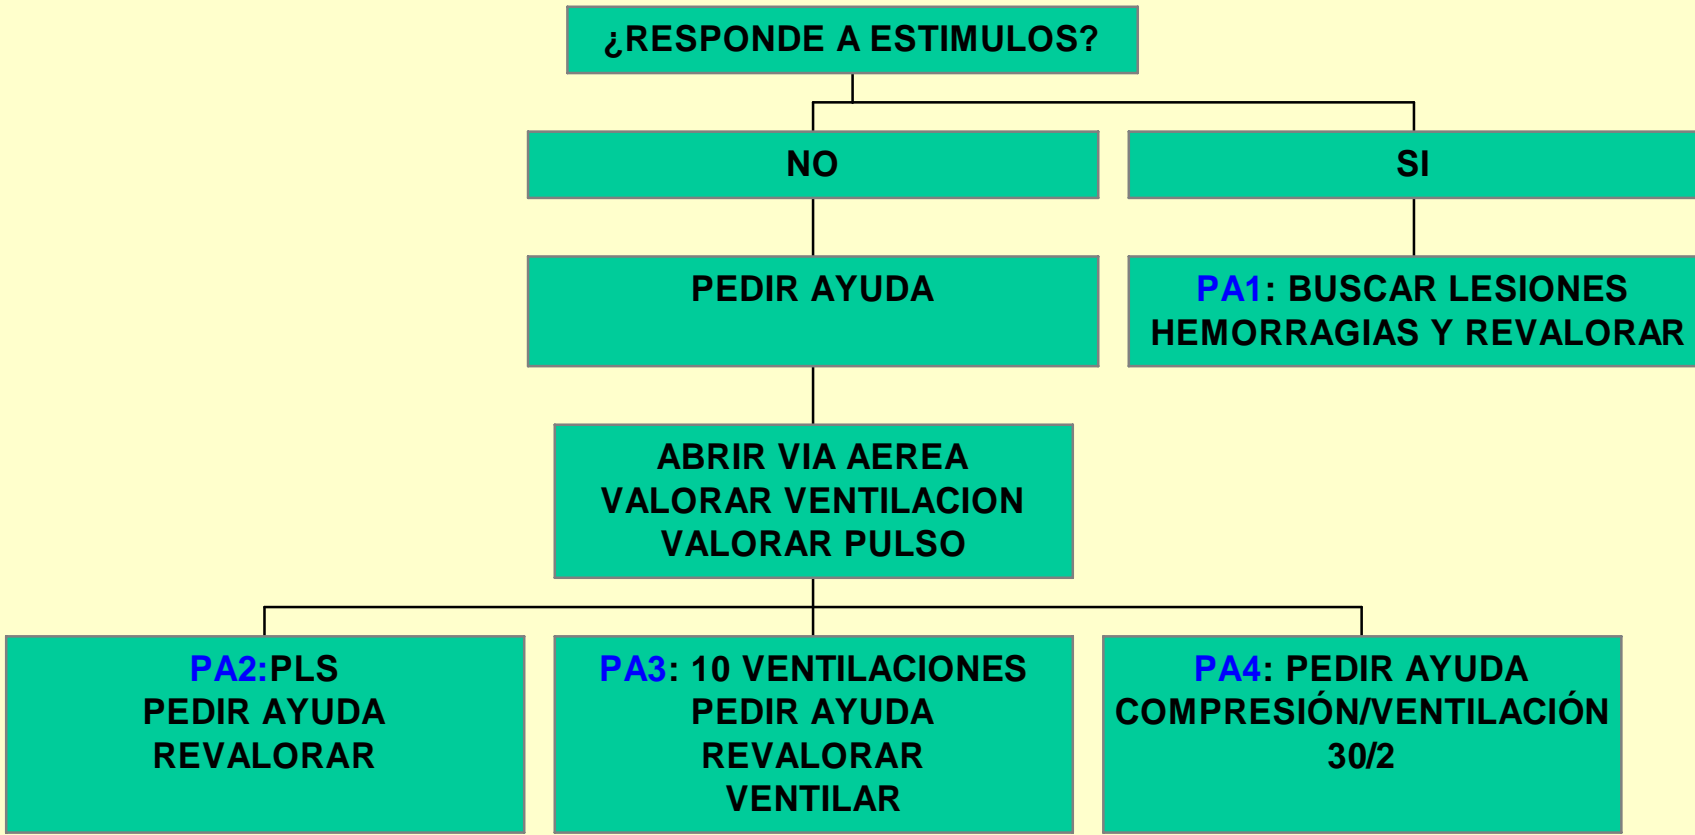 ¿RESPONDE A ESTIMULOS?
NO
SI
PEDIR AYUDA
PA1: BUSCAR LESIONES
HEMORRAGIAS Y REVALORAR
ABRIR VIA AEREA
VALORAR VENTILACION
VALORAR PULSO
PA2:PLS
PEDIR AYUDA
REVALORAR
PA3: 10 VENTILACIONES
PEDIR AYUDA
REVALORAR
VENTILAR
PA4: PEDIR AYUDA
COMPRESIÓN/VENTILACIÓN
30/2